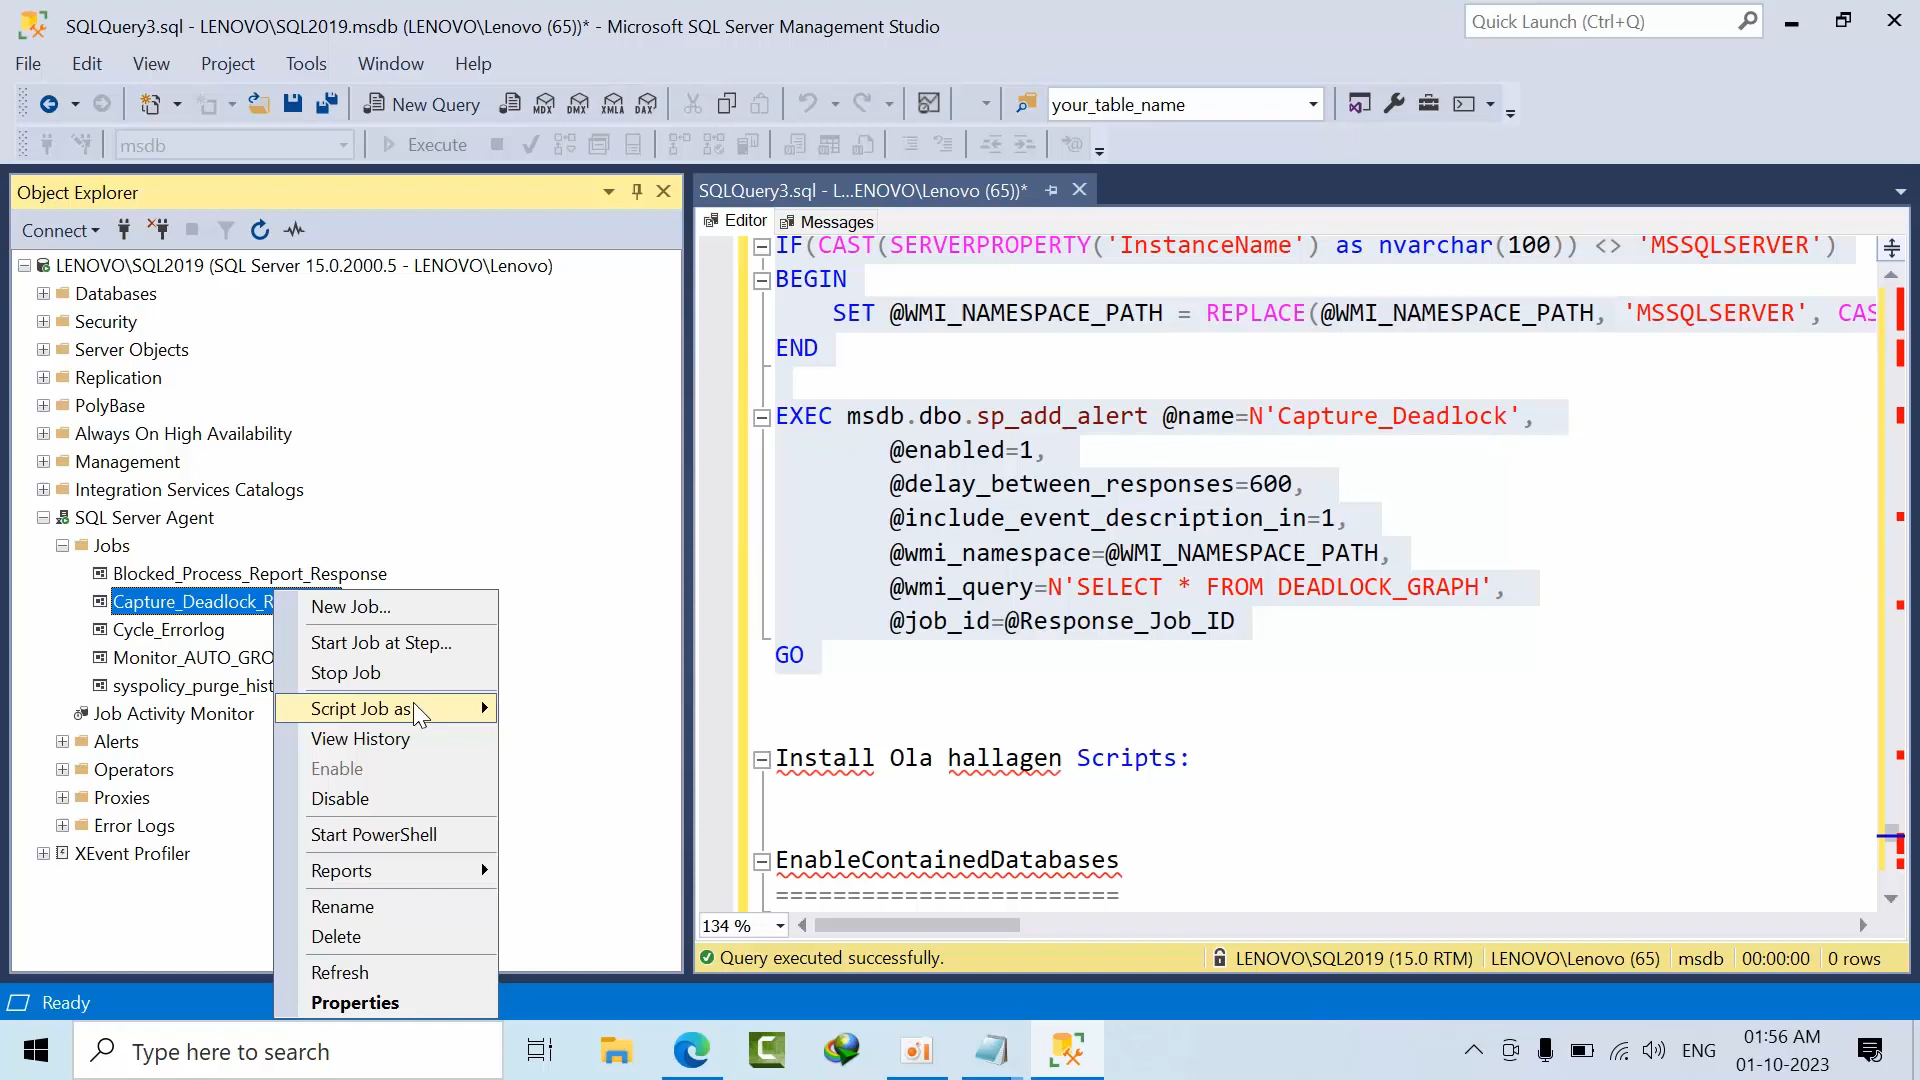 SQLQuery3.sql - LENOVO\SQL2019.msdb (LENOVO\Lenovo (65))* - Microsoft SQL Server Management Studio
Quick Launch (Ctrl+Q)
File Edit View Project Tools Window Help
New Query
MDX DMX XMLA DAX
your_table_name
msdb
Execute
Object Explorer
Connect
LENOVO\SQL2019 (SQL Server 15.0.2000.5 - LENOVO\Lenovo)
Databases
Security
Server Objects
Replication
PolyBase
Always On High Availability
Management
Integration Services Catalogs
SQL Server Agent
Jobs
Blocked_Process_Report_Response
Capture_Deadlock_R
Cycle_Errorlog
Monitor_AUTO_GRO
syspolicy_purge_hist
Job Activity Monitor
Alerts
Operators
Proxies
Error Logs
XEvent Profiler
New Job...
Start Job at Step...
Stop Job
Script Job as
View History
Enable
Disable
Start PowerShell
Reports
Rename
Delete
Refresh
Properties
SQLQuery3.sql - L...ENOVO\Lenovo (65))*
Editor Messages
IF(CAST(SERVERPROPERTY('InstanceName') as nvarchar(100)) <> 'MSSQLSERVER')
BEGIN
SET @WMI_NAMESPACE_PATH = REPLACE(@WMI_NAMESPACE_PATH, 'MSSQLSERVER', CAS
END
EXEC msdb.dbo.sp_add_alert @name=N'Capture_Deadlock',
@enabled=1,
@delay_between_responses=600,
@include_event_description_in=1,
@wmi_namespace=@WMI_NAMESPACE_PATH,
@wmi_query=N'SELECT * FROM DEADLOCK_GRAPH',
@job_id=@Response_Job_ID
GO
Install Ola hallagen Scripts:
EnableContainedDatabases
========================
134 %
Query executed successfully.
LENOVO\SQL2019 (15.0 RTM) LENOVO\Lenovo (65) msdb 00:00:00 0 rows
Ready
Type here to search
ENG
01:56 AM
01-10-2023